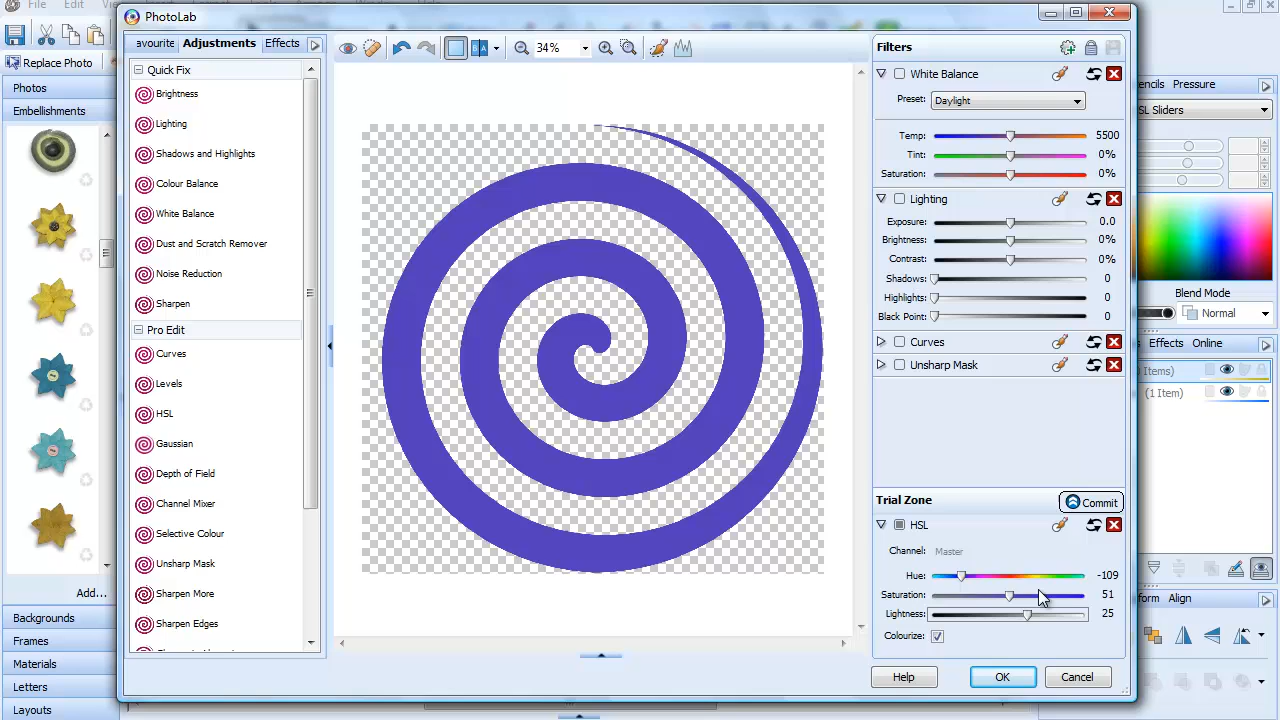 File
Edit
Replace Photo
Photos
Embellishments
Add...
Backgrounds
Frames
Materials
Letters
Layouts
PhotoLab
avourite
Adjustments
Effects
Quick Fix
Brightness
Lighting
Shadows and Highlights
Colour Balance
White Balance
Dust and Scratch Remover
Noise Reduction
Sharpen
Pro Edit
Curves
Levels
HSL
Gaussian
Depth of Field
Channel Mixer
Selective Colour
Unsharp Mask
Sharpen More
Sharpen Edges
34%
Filters
White Balance
Preset: Daylight
Temp: 5500
Tint: 0%
Saturation: 0%
Lighting
Exposure: 0.0
Brightness: 0%
Contrast: 0%
Shadows: 0
Highlights: 0
Black Point: 0
Curves
Unsharp Mask
Trial Zone
Commit
HSL
Channel: Master
Hue: -109
Saturation: 51
Lightness: 25
Colourize:
Help
OK
Cancel
encils
Pressure
SL Sliders
Blend Mode
Normal
Effects
Online
Items)
(1 Item)
orm
Align